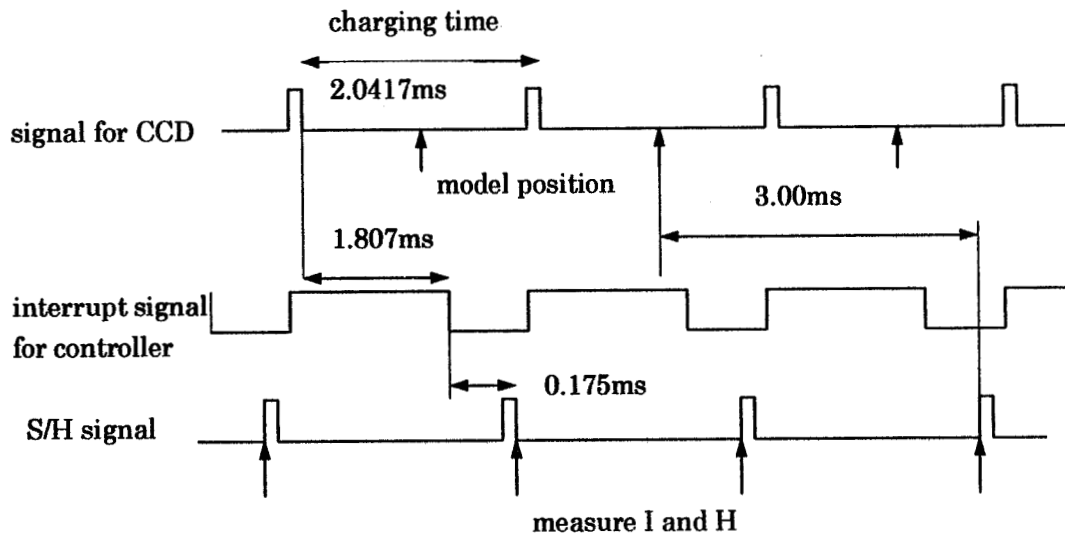 charging time
2.0417ms
signal for CCD
model position
3.00ms
1.807ms
interrupt signal
for controller
0.175ms
S/H signal
measure I and H